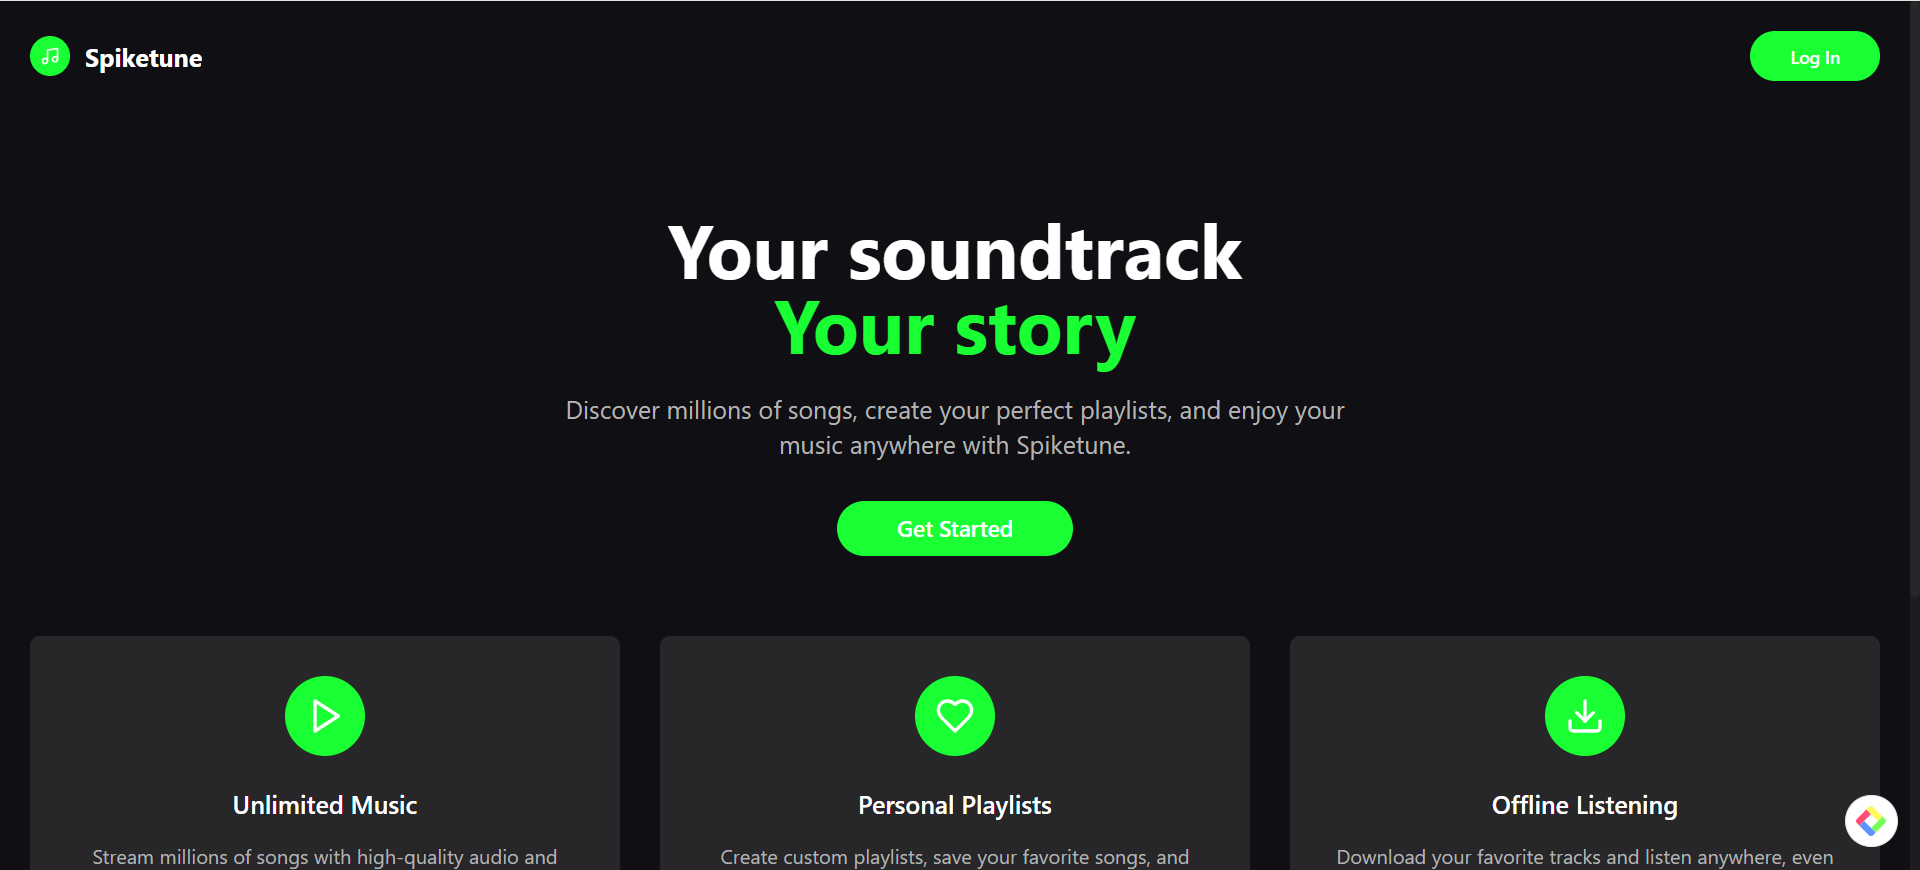 Spiketune
Log In
Your soundtrack
Your story
Discover millions of songs, create your perfect playlists, and enjoy your
music anywhere with Spiketune.
Get Started
Unlimited Music
Stream millions of songs with high-quality audio and
Personal Playlists
Create custom playlists, save your favorite songs, and
Offline Listening
Download your favorite tracks and listen anywhere, even